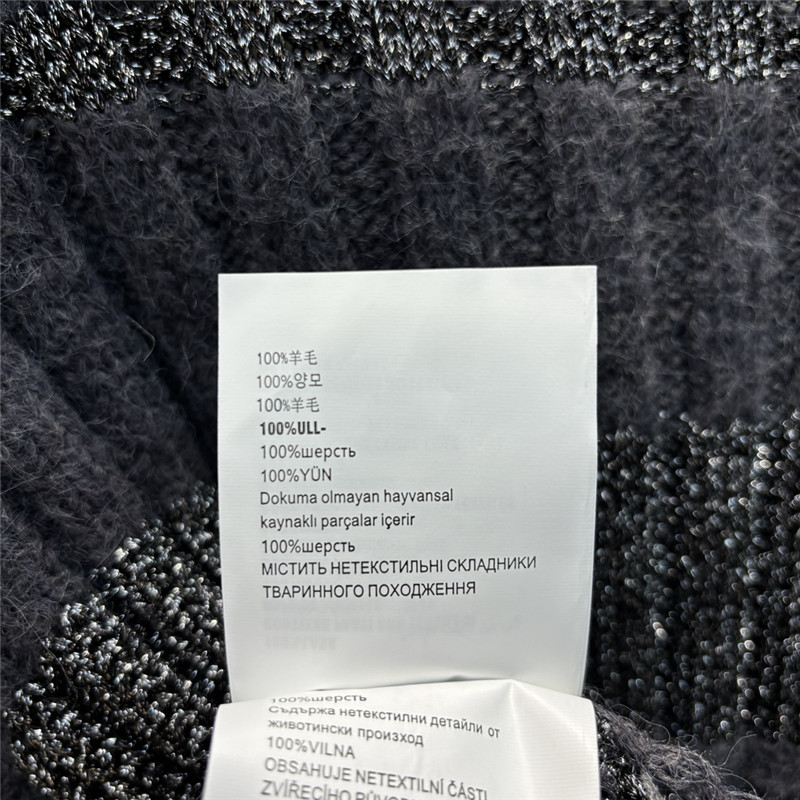 100%羊毛
100%양모
100%羊毛
100%ULL-
100%шерсть
100%YÜN
Dokuma olmayan hayvansal
kaynaklı parçalar içerir
100%шерсть
МІСТИТЬ НЕТЕКСТИЛЬНІ СКЛАДНИКИ
ТВАРИННОГО ПОХОДЖЕННЯ
100%шерсть
Съдържа нетекстилни детайли от
животински произход
100%VILNA
OBSAHUJE NETEXTILNÍ ČÁSTI
ZVÍŘECÍHO